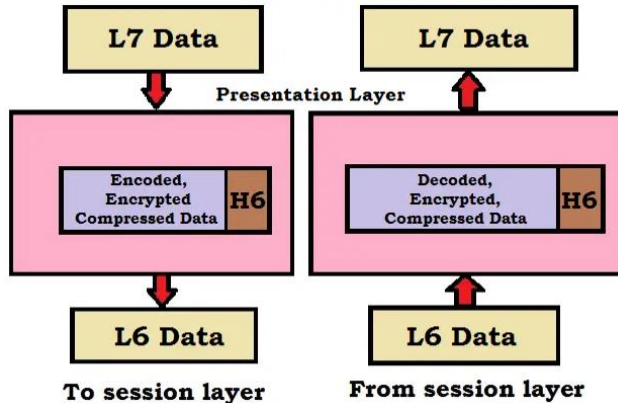 L7 Data
L7 Data
Presentation Layer
Encoded,
Encrypted
Compressed Data
H6
Decoded,
Encrypted,
Compressed Data
H6
L6 Data
L6 Data
To session layer
From session layer